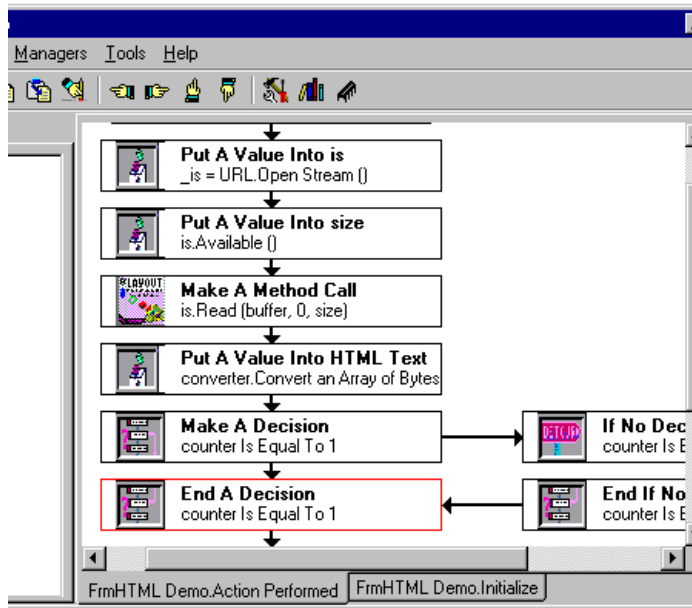 Managers Tools Help
Put A Value Into is
_is = URL.Open Stream ()
Put A Value Into size
is.Available ()
LAYOUT
Make A Method Call
is.Read (buffer, 0, size)
Put A Value Into HTML Text
converter.Convert an Array of Bytes
Make A Decision
counter Is Equal To 1
If No Dec
counter Is E
End A Decision
counter Is Equal To 1
End If No
counter Is E
FrmHTML Demo.Action Performed
FrmHTML Demo.Initialize